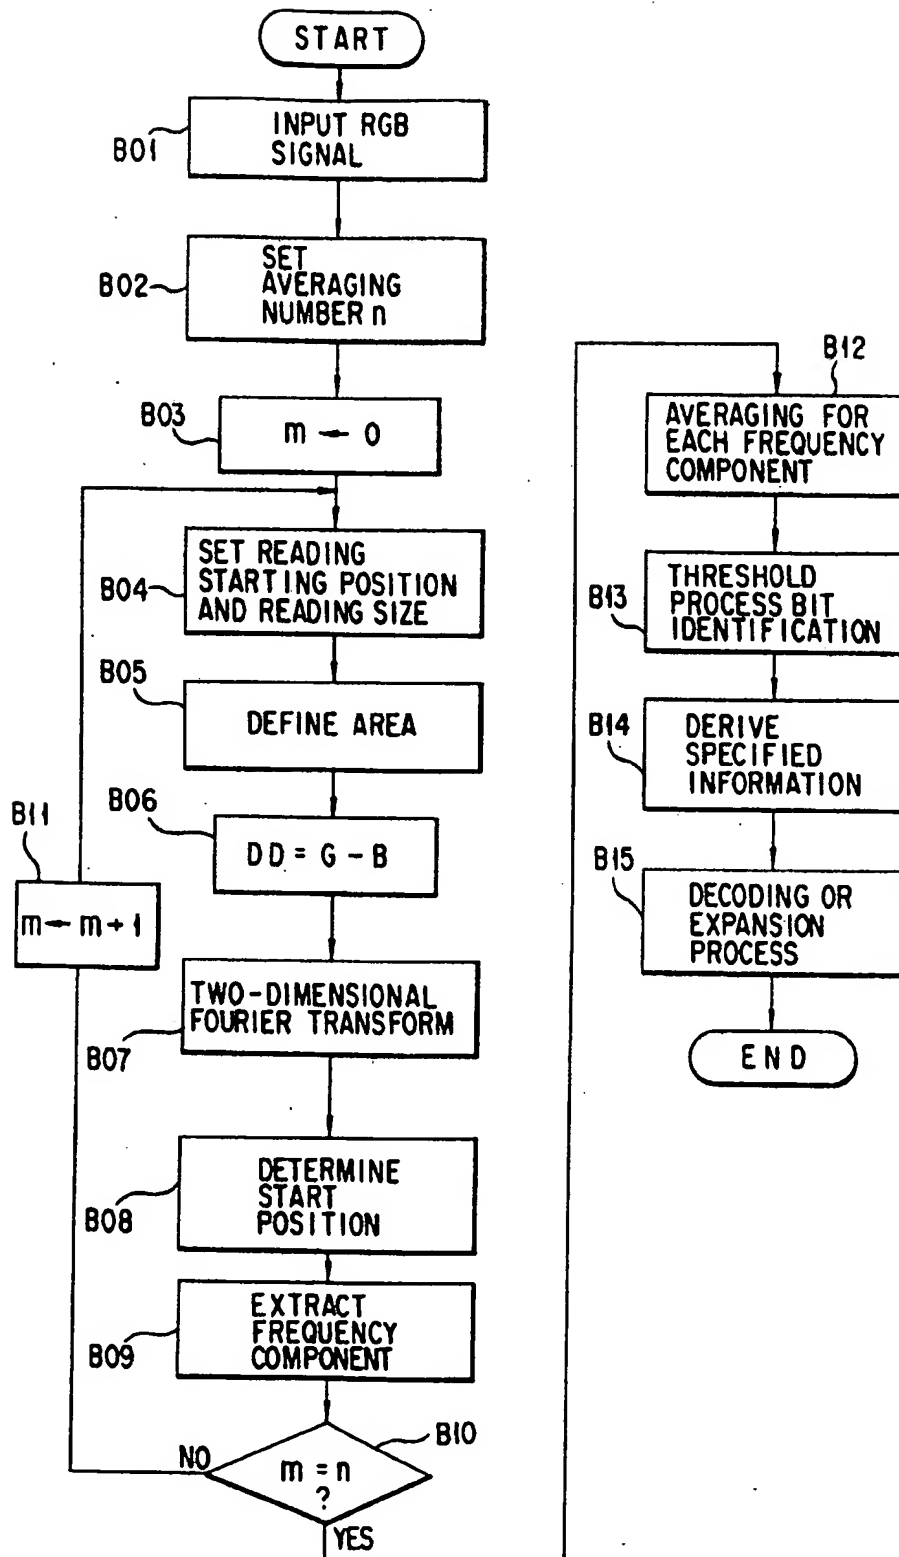 START
B01
INPUT RGB
SIGNAL
B02
SET
AVERAGING
NUMBER n
B03
m ← 0
B04
SET READING
STARTING POSITION
AND READING SIZE
B05
DEFINE AREA
B06
DD = G − B
B11
m ← m + 1
B07
TWO-DIMENSIONAL
FOURIER TRANSFORM
B08
DETERMINE
START
POSITION
B09
EXTRACT
FREQUENCY
COMPONENT
B10
m = n
?
NO
YES
B12
AVERAGING FOR
EACH FREQUENCY
COMPONENT
B13
THRESHOLD
PROCESS BIT
IDENTIFICATION
B14
DERIVE
SPECIFIED
INFORMATION
B15
DECODING OR
EXPANSION
PROCESS
END